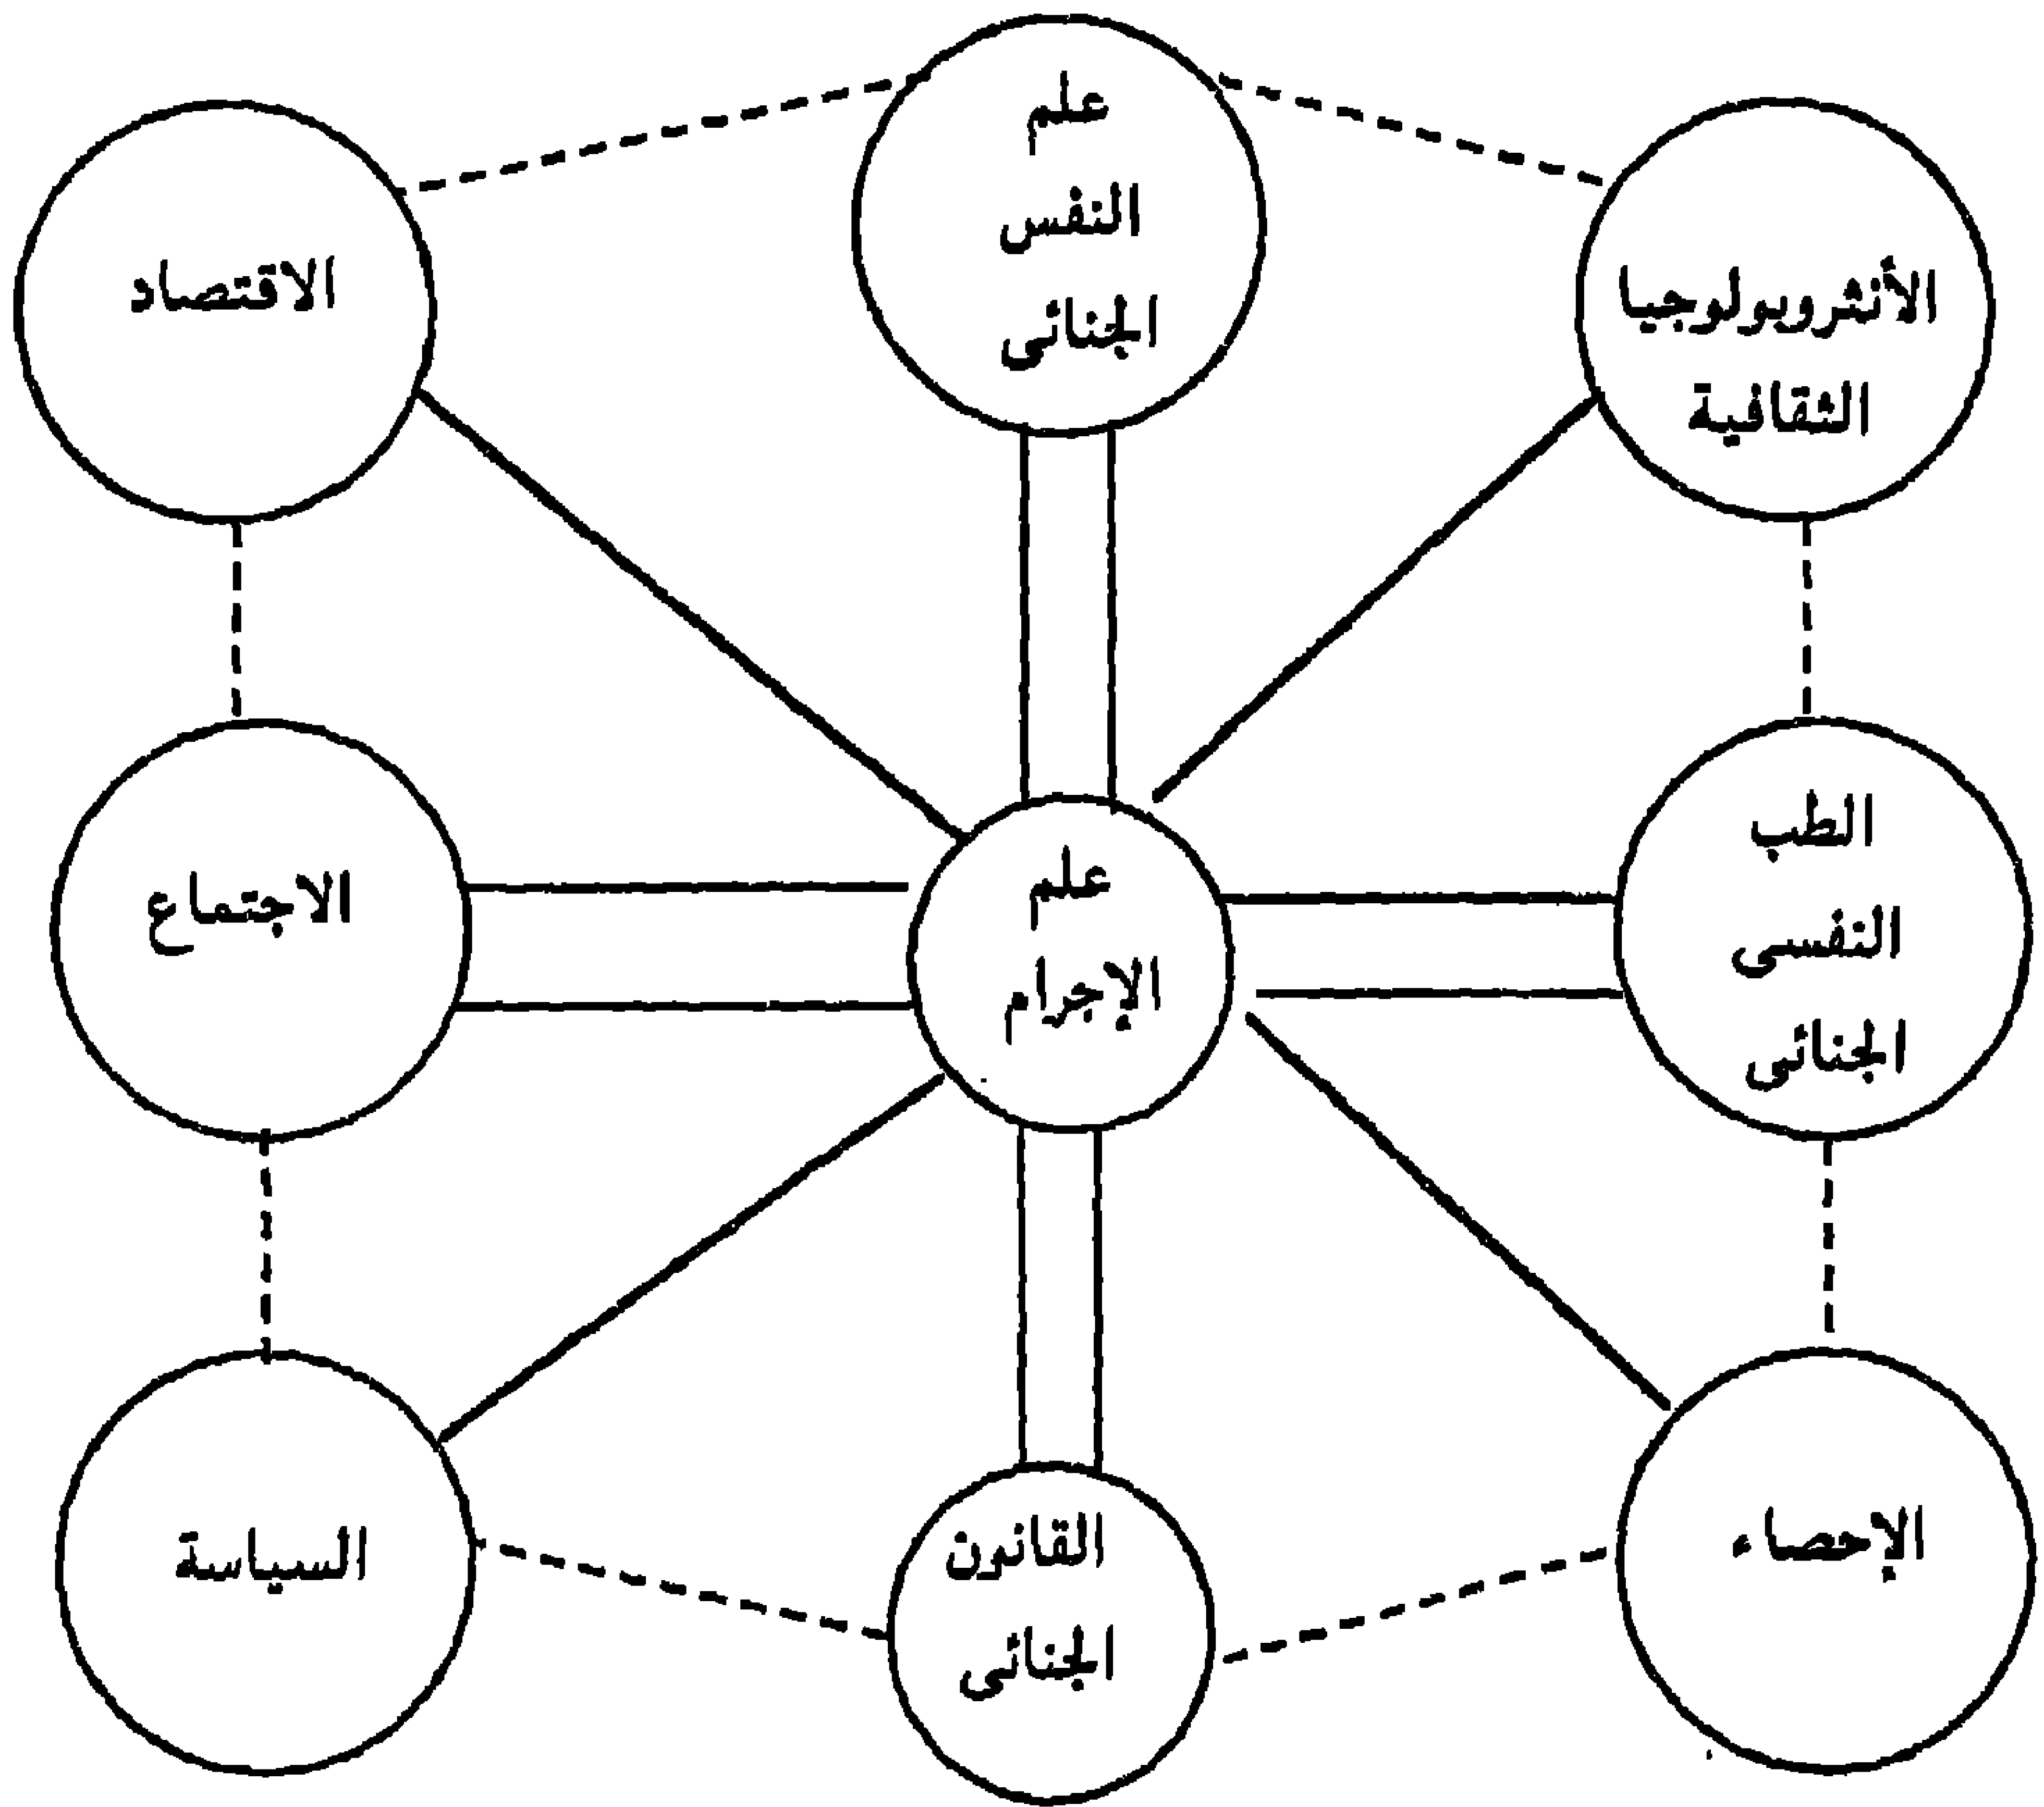 علم
النفس
الجنائى
الأنثروبولوجيا
الثقافية
الاقتصاد
الطب
النفسى
الجنائى
علم
الإجرام
الاجتماع
الإحصاء
القانون
الجنائى
السياسة